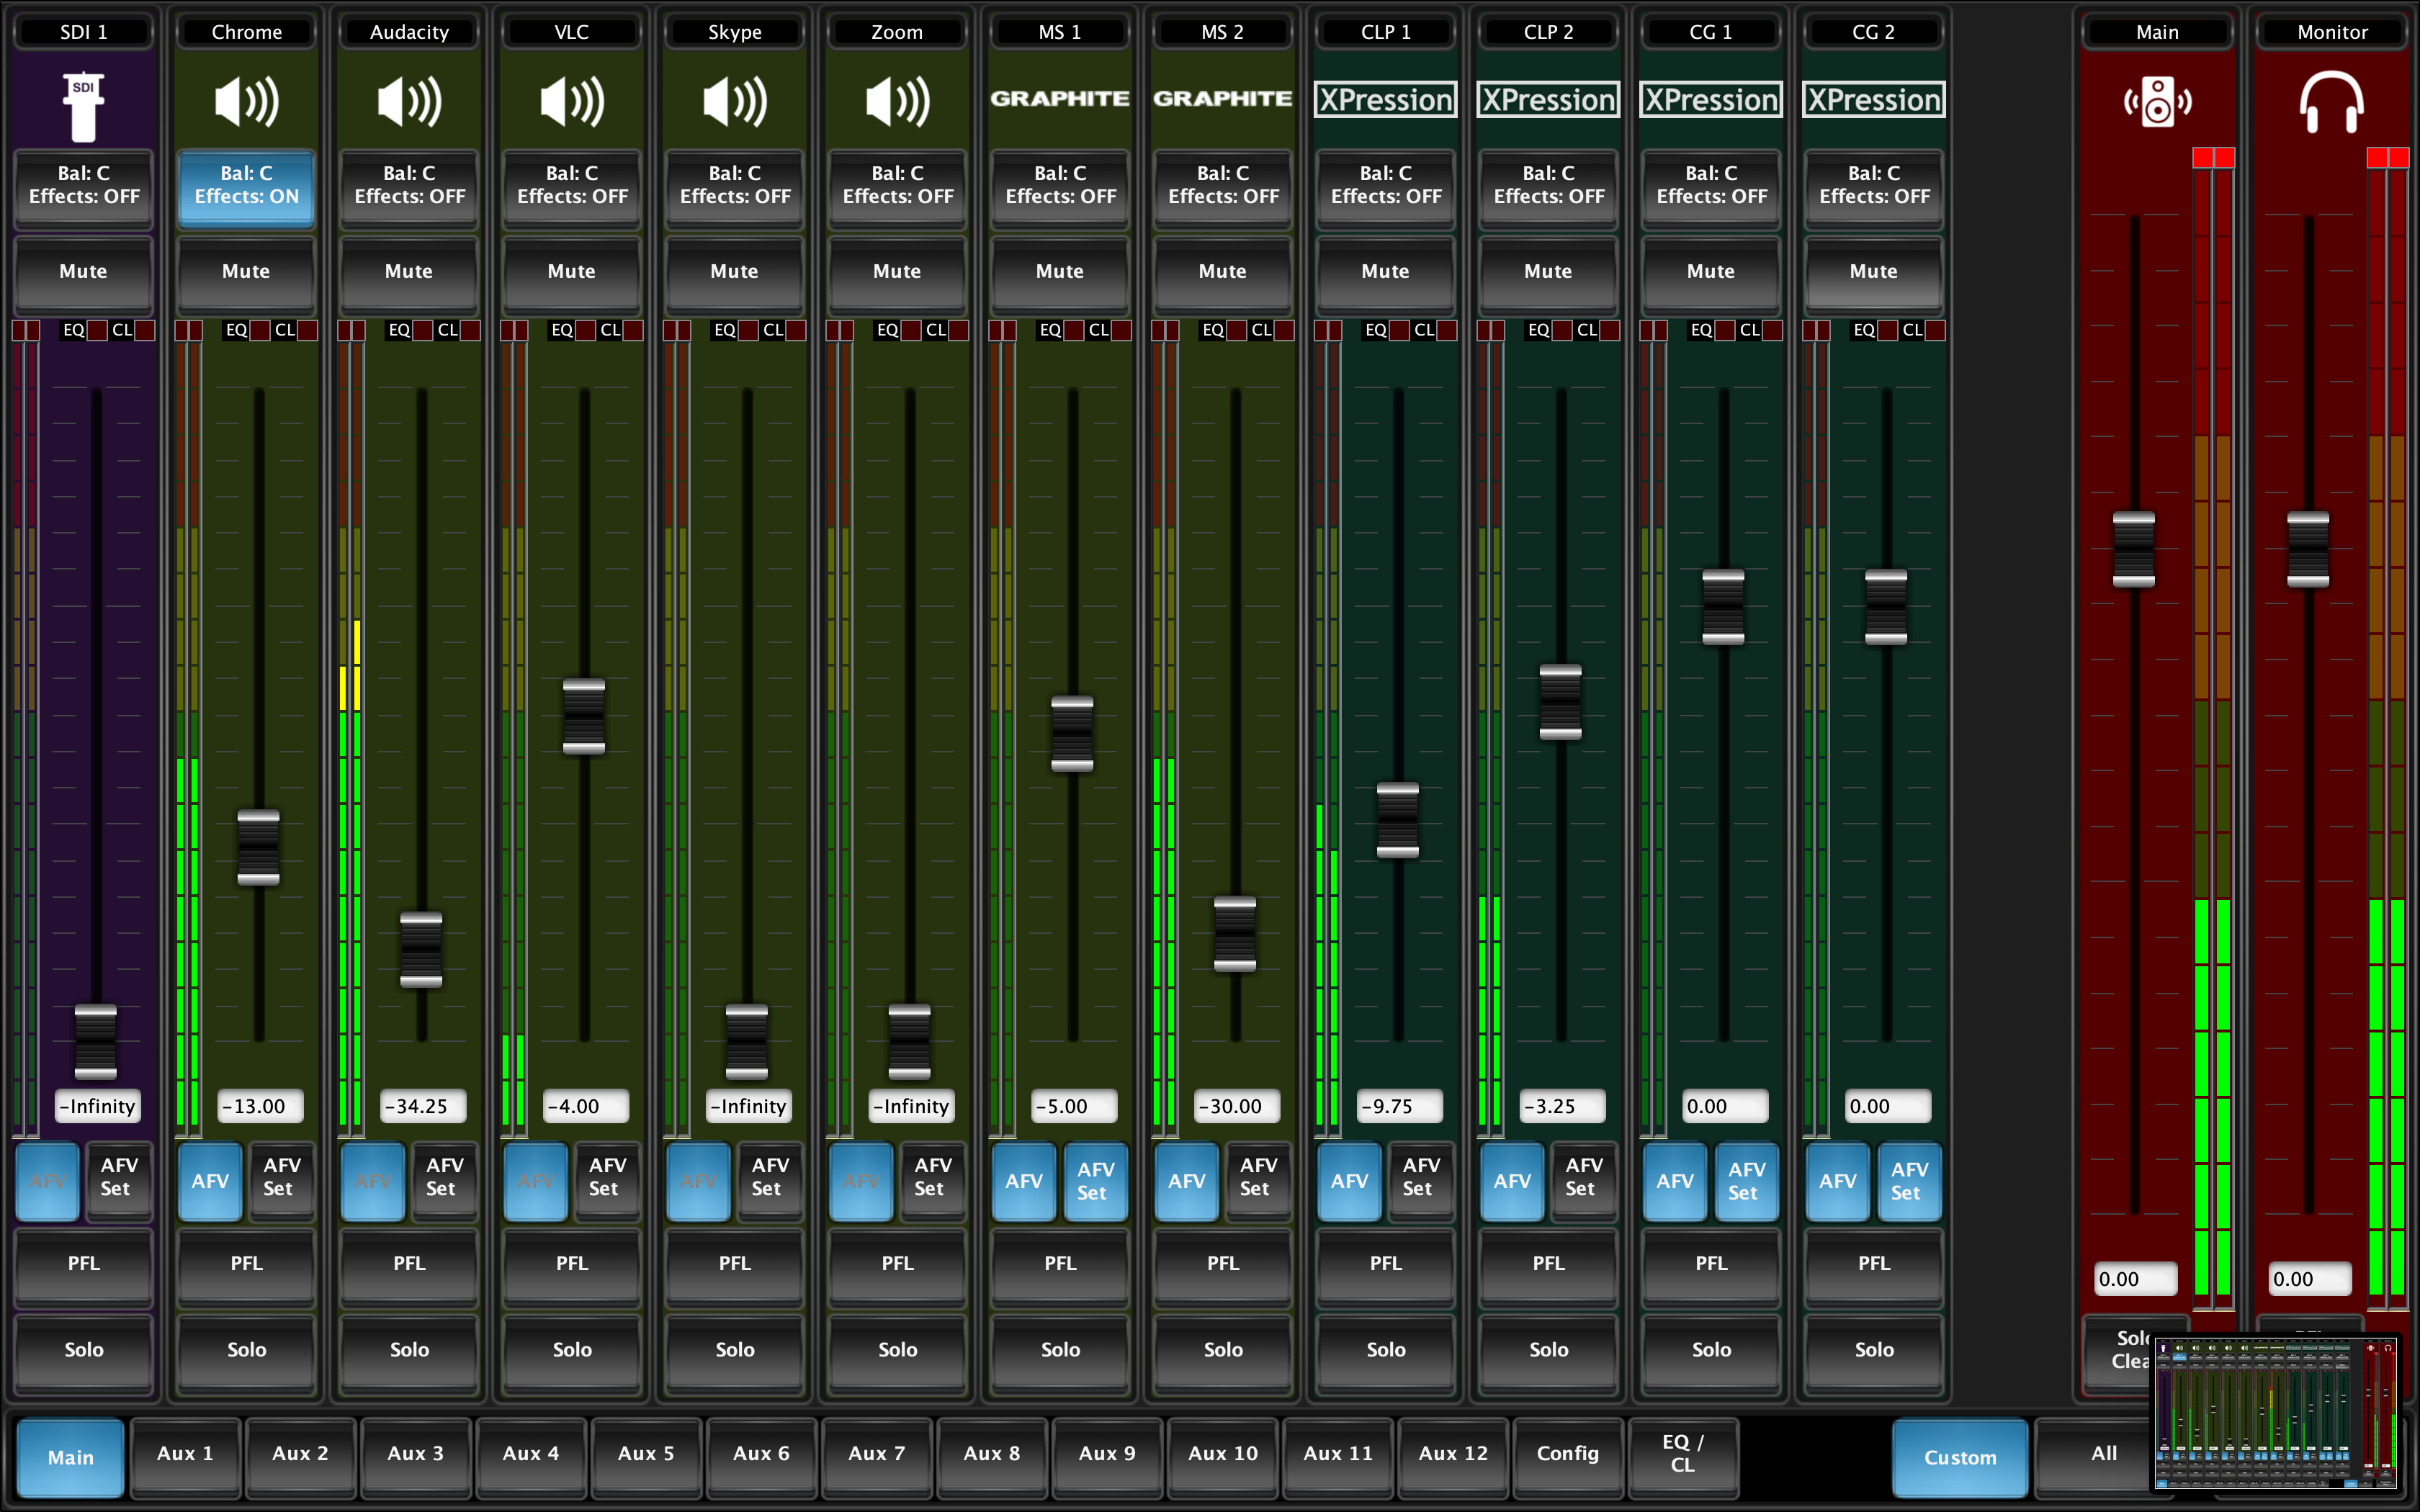 SDI 1 Chrome Audacity VLC Skype Zoom MS 1 MS 2 CLP 1 CLP 2 CG 1 CG 2 Main Monitor
SDI GRAPHITE GRAPHITE XPression XPression XPression XPression
Bal: C Bal: C Bal: C Bal: C Bal: C Bal: C Bal: C Bal: C Bal: C Bal: C Bal: C Bal: C
Effects: OFF Effects: ON Effects: OFF Effects: OFF Effects: OFF Effects: OFF Effects: OFF Effects: OFF Effects: OFF Effects: OFF Effects: OFF Effects: OFF
Mute Mute Mute Mute Mute Mute Mute Mute Mute Mute Mute Mute
EQ CL EQ CL EQ CL EQ CL EQ CL EQ CL EQ CL EQ CL EQ CL EQ CL EQ CL EQ CL
-Infinity -13.00 -34.25 -4.00 -Infinity -Infinity -5.00 -30.00 -9.75 -3.25 0.00 0.00
AFV AFV Set AFV AFV Set AFV AFV Set AFV AFV Set AFV AFV Set AFV AFV Set AFV AFV Set AFV AFV Set AFV AFV Set AFV AFV Set AFV AFV Set AFV AFV Set
PFL PFL PFL PFL PFL PFL PFL PFL PFL PFL PFL PFL 0.00 0.00
Solo Solo Solo Solo Solo Solo Solo Solo Solo Solo Solo Solo
Main Aux 1 Aux 2 Aux 3 Aux 4 Aux 5 Aux 6 Aux 7 Aux 8 Aux 9 Aux 10 Aux 11 Aux 12 Config EQ / CL Custom All